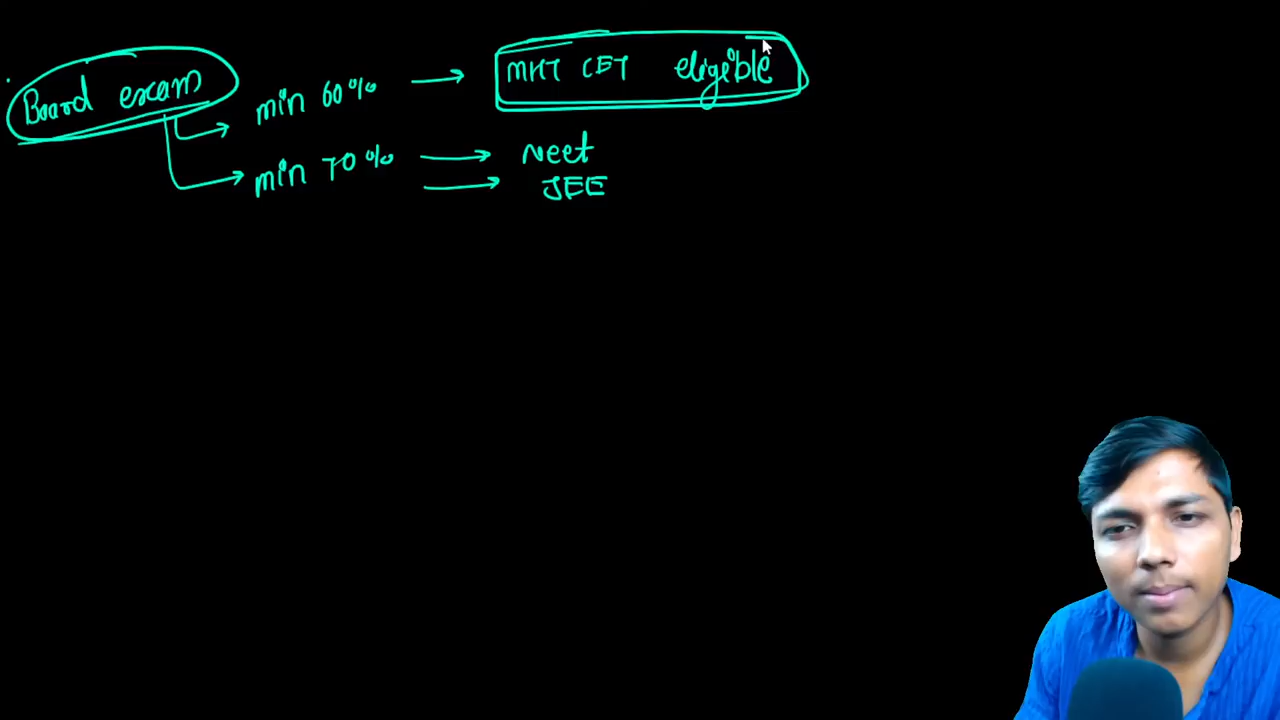 Board exam
min 60% → MHT CET eligible
min 70% → Neet
→ JEE